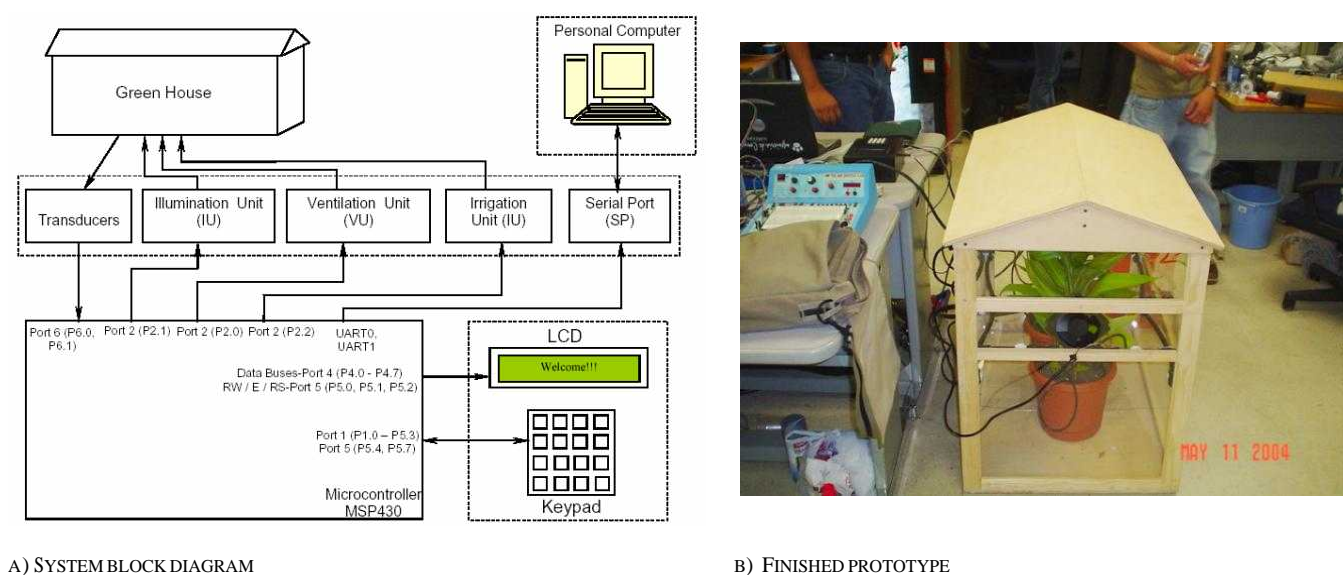 Personal Computer
Green House
Transducers
Illumination Unit
(IU)
Ventilation Unit
(VU)
Irrigation
Unit (IU)
Serial Port
(SP)
Port 6 (P6.0,
P6.1)
Port 2 (P2.1)
Port 2 (P2.0)
Port 2 (P2.2)
UART0,
UART1
Data Buses-Port 4 (P4.0 - P4.7)
RW / E / RS-Port 5 (P5.0, P5.1, P5.2)
LCD
Welcome!!!
Port 1 (P1.0 – P5.3)
Port 5 (P5.4, P5.7)
Microcontroller
MSP430
Keypad
MAY 11 2004
A) SYSTEM BLOCK DIAGRAM
B) FINISHED PROTOTYPE